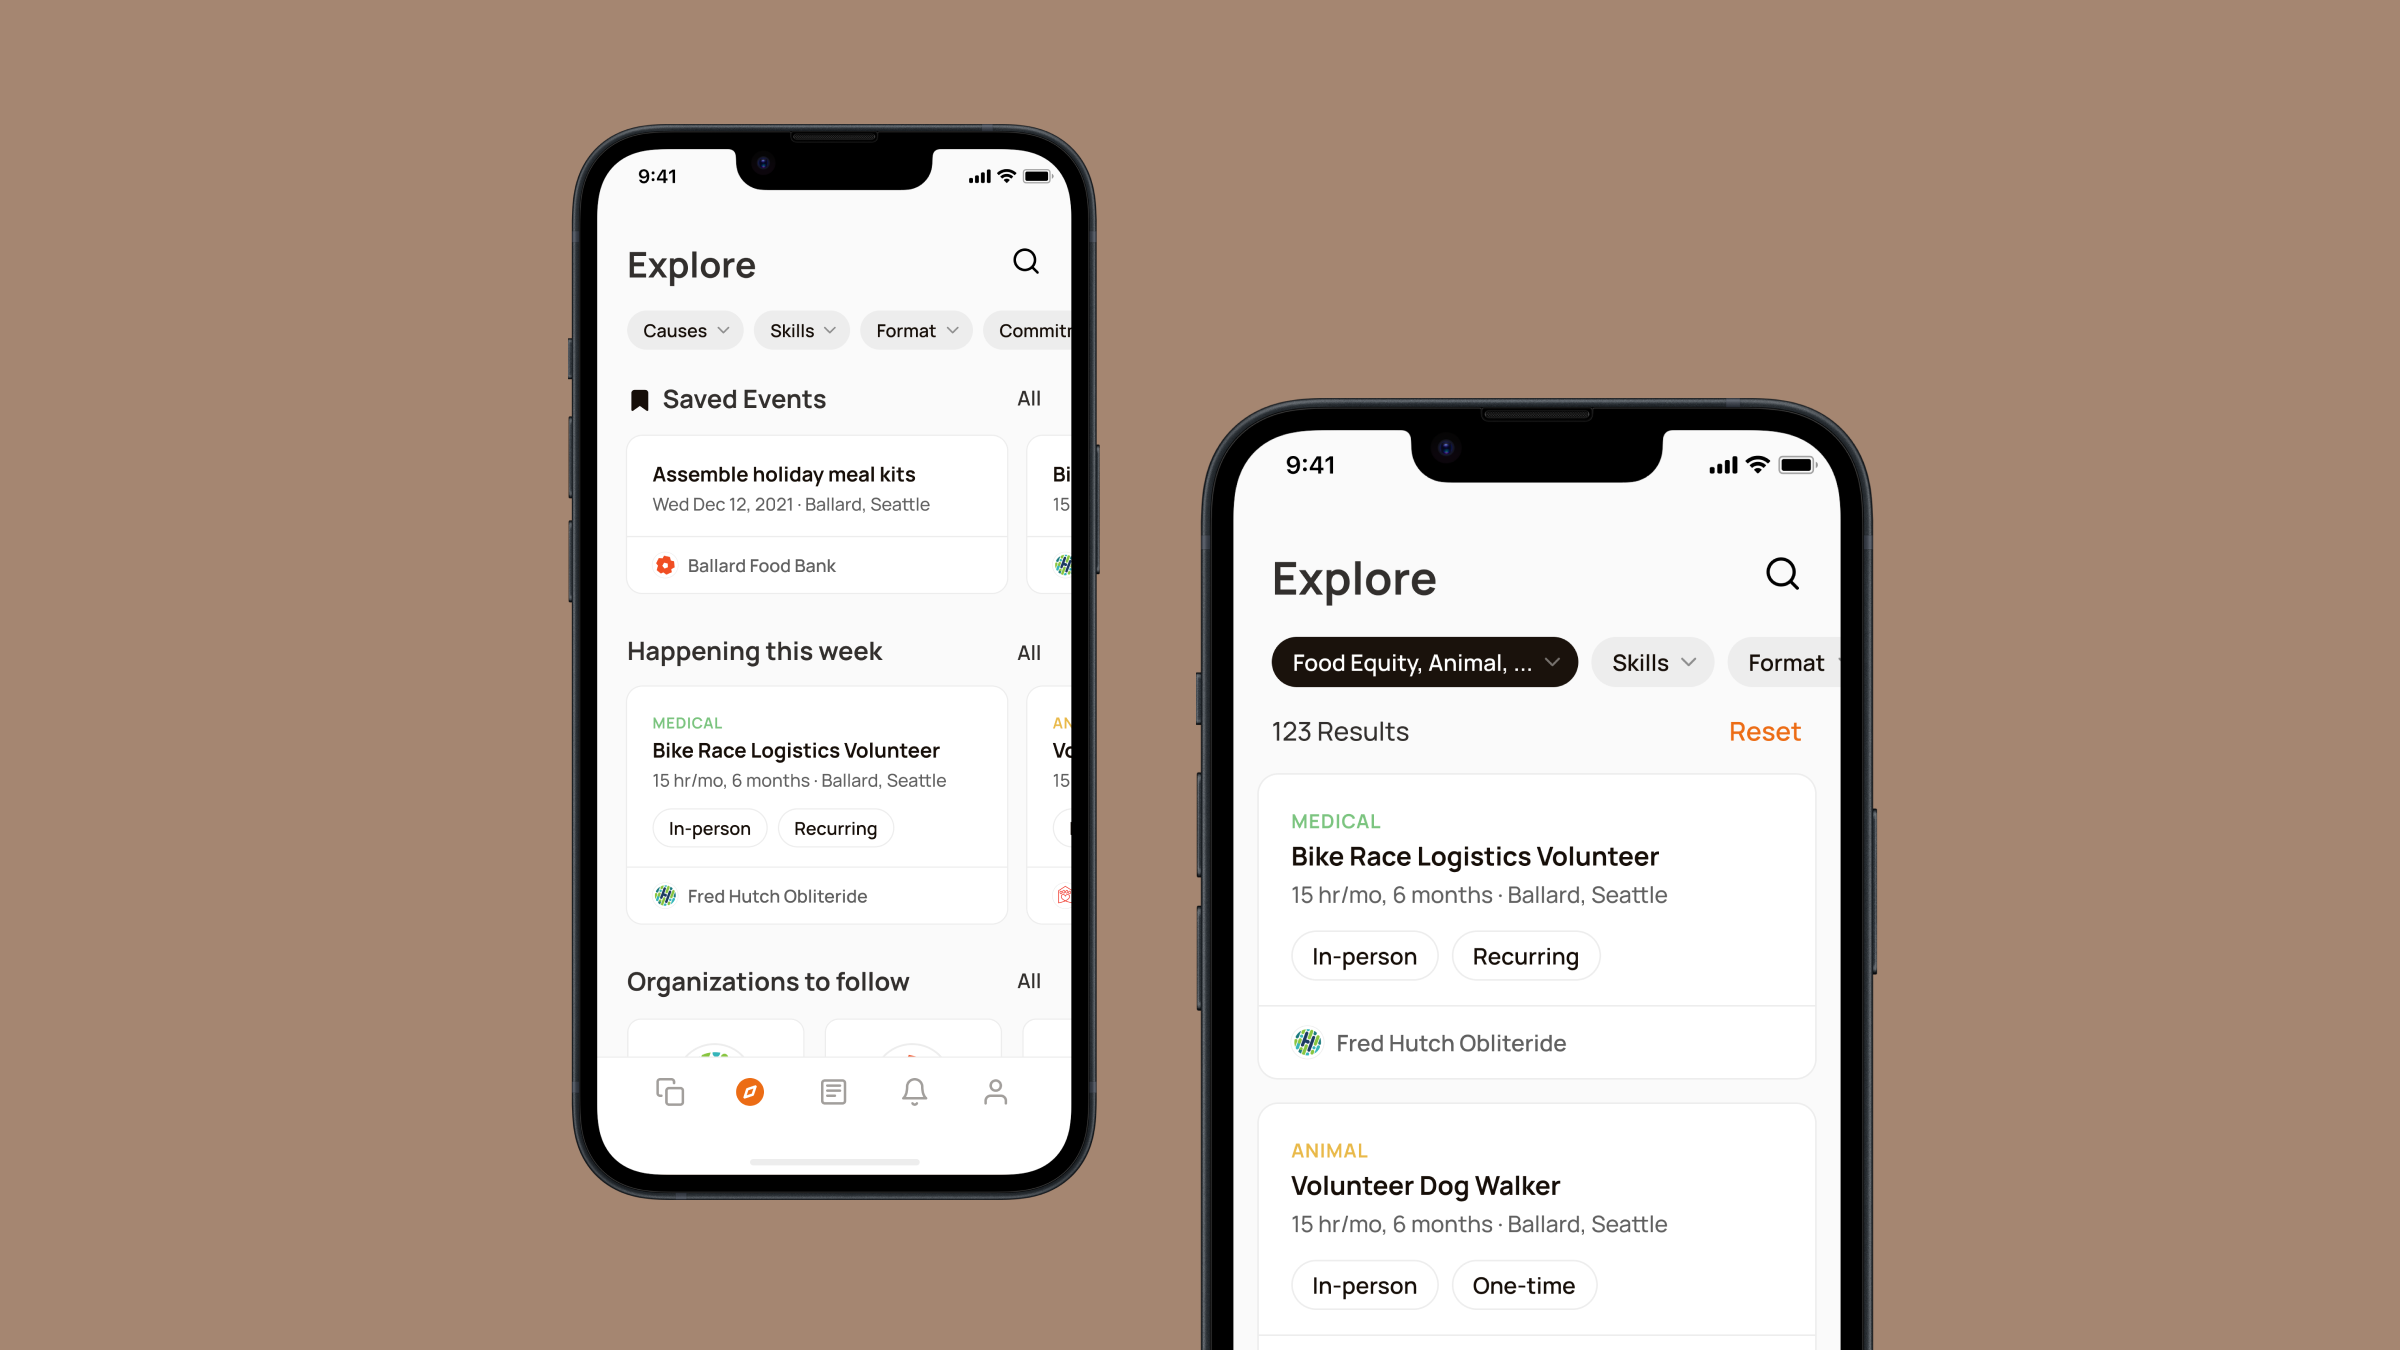 9:41
Explore
Causes
Skills
Format
Saved Events
All
Assemble holiday meal kits
Wed Dec 12, 2021 · Ballard, Seattle
15
Ballard Food Bank
Happening this week
All
MEDICAL
Bike Race Logistics Volunteer
15 hr/mo, 6 months · Ballard, Seattle
15
In-person
Recurring
Fred Hutch Obliteride
Organizations to follow
All
9:41
Explore
Food Equity, Animal, ...
Skills
Format
123 Results
Reset
MEDICAL
Bike Race Logistics Volunteer
15 hr/mo, 6 months · Ballard, Seattle
In-person
Recurring
Fred Hutch Obliteride
ANIMAL
Volunteer Dog Walker
15 hr/mo, 6 months · Ballard, Seattle
In-person
One-time